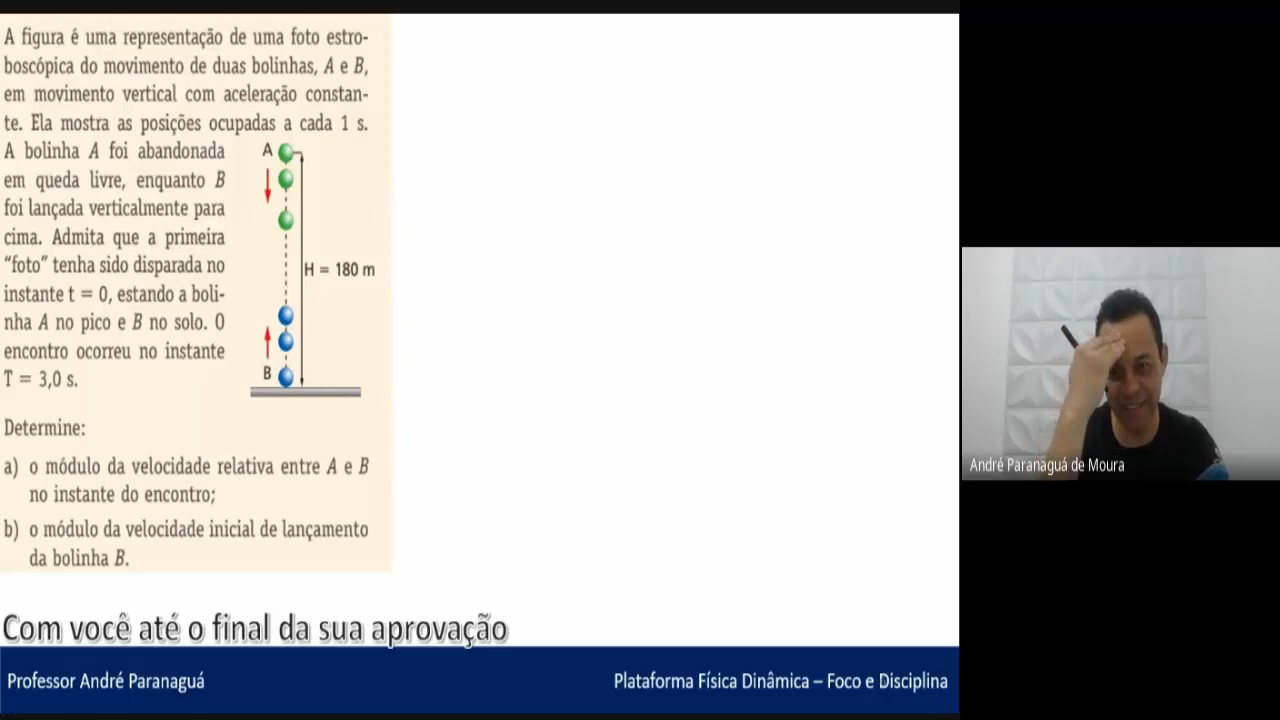 A figura é uma representação de uma foto estro-
boscópica do movimento de duas bolinhas, A e B,
em movimento vertical com aceleração constan-
te. Ela mostra as posições ocupadas a cada 1 s.
A bolinha A foi abandonada
em queda livre, enquanto B
foi lançada verticalmente para
cima. Admita que a primeira
“foto” tenha sido disparada no
instante t = 0, estando a boli-
nha A no pico e B no solo. O
encontro ocorreu no instante
T = 3,0 s.
A
H = 180 m
B
Determine:
a) o módulo da velocidade relativa entre A e B
no instante do encontro;
b) o módulo da velocidade inicial de lançamento
da bolinha B.
Com você até o final da sua aprovação
Professor André Paranaguá
Plataforma Física Dinâmica – Foco e Disciplina
André Paranaguá de Moura